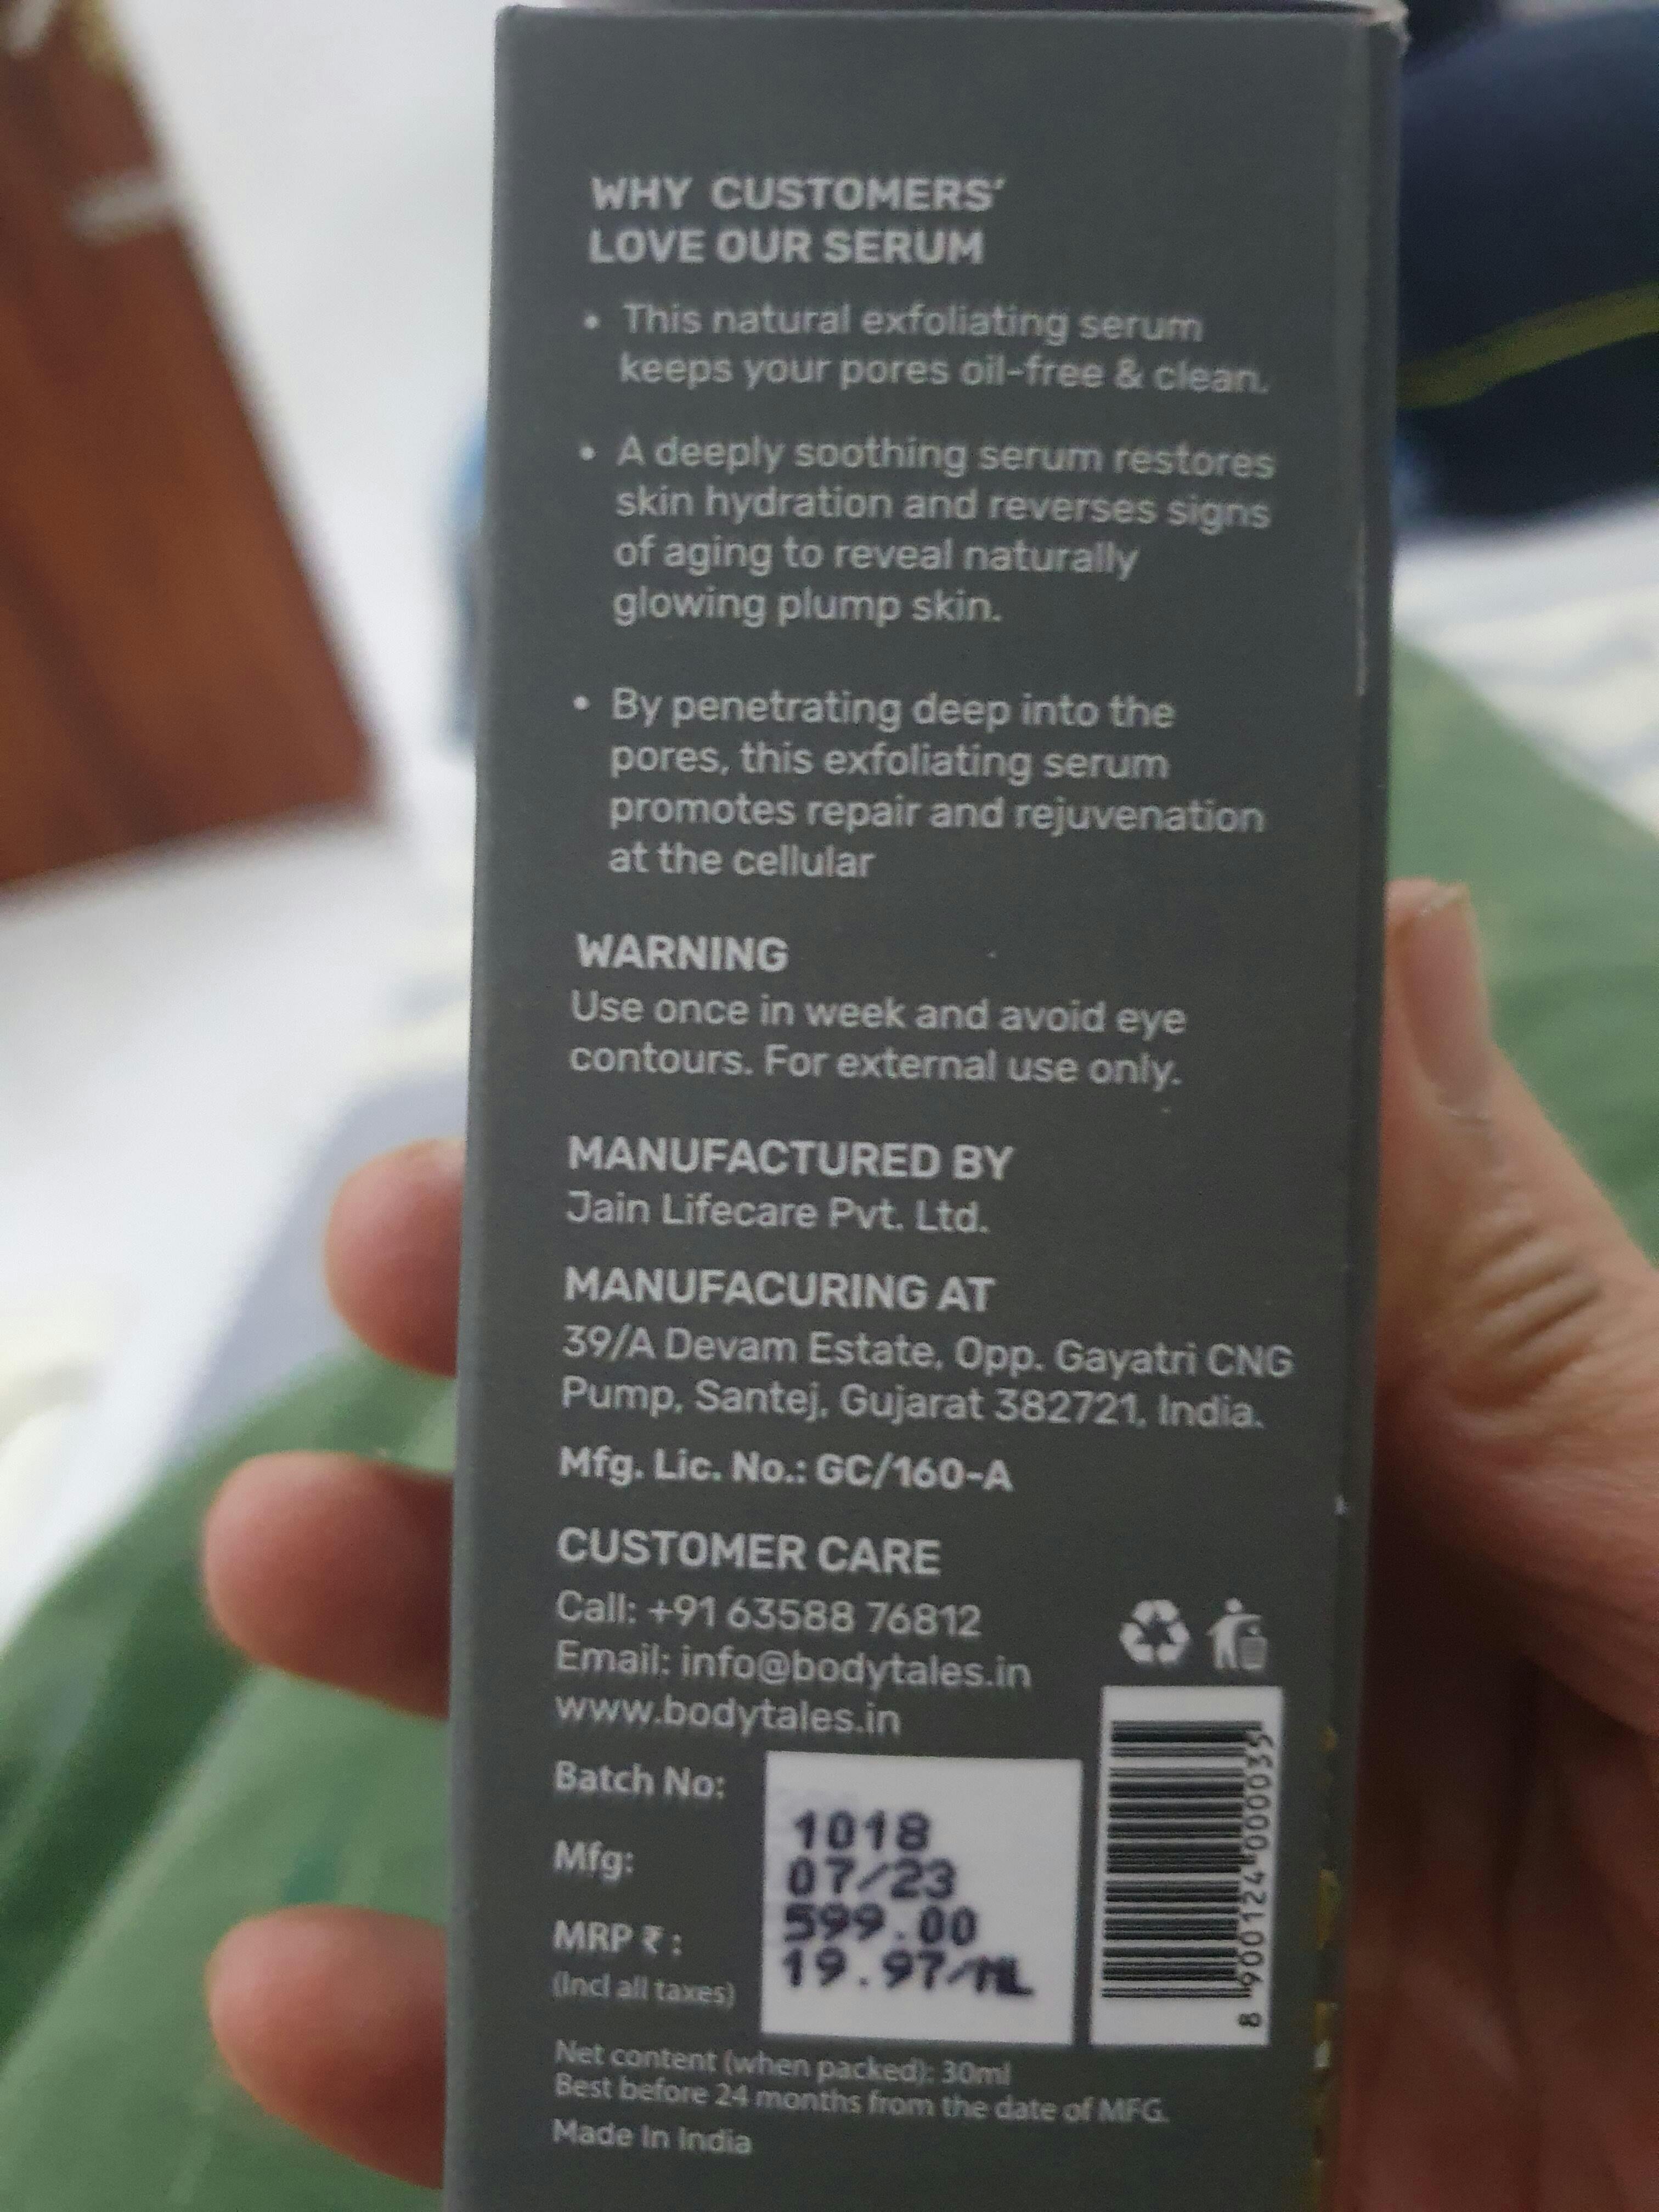 WHY CUSTOMERS'
LOVE OUR SERUM
• This natural exfoliating serum
keeps your pores oil-free & clean.
• A deeply soothing serum restores
skin hydration and reverses signs
of aging to reveal naturally
glowing plump skin.
• By penetrating deep into the
pores, this exfoliating serum
promotes repair and rejuvenation
at the cellular
WARNING
Use once in week and avoid eye
contours. For external use only.
MANUFACTURED BY
Jain Lifecare Pvt. Ltd.
MANUFACURING AT
39/A Devam Estate, Opp. Gayatri CNG
Pump, Santej, Gujarat 382721, India.
Mfg. Lic. No.: GC/160-A
CUSTOMER CARE
Call: +91 63588 76812
Email: info@bodytales.in
www.bodytales.in
Batch No: 1018
Mfg: 07/23
MRP ₹ : 599.00
(Incl all taxes) 19.97/ML
8 900124 000035
Net content (when packed): 30ml
Best before 24 months from the date of MFG.
Made In India